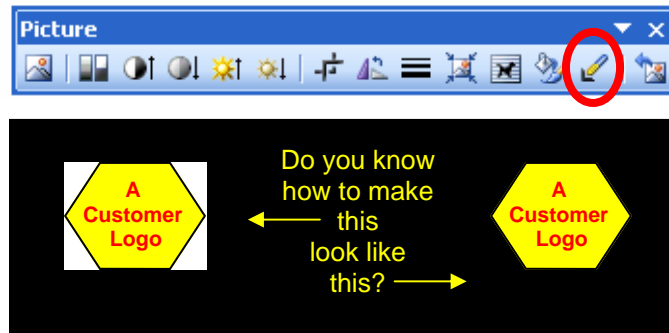 Picture
A
Customer
Logo
Do you know
how to make
this
look like
this?
A
Customer
Logo